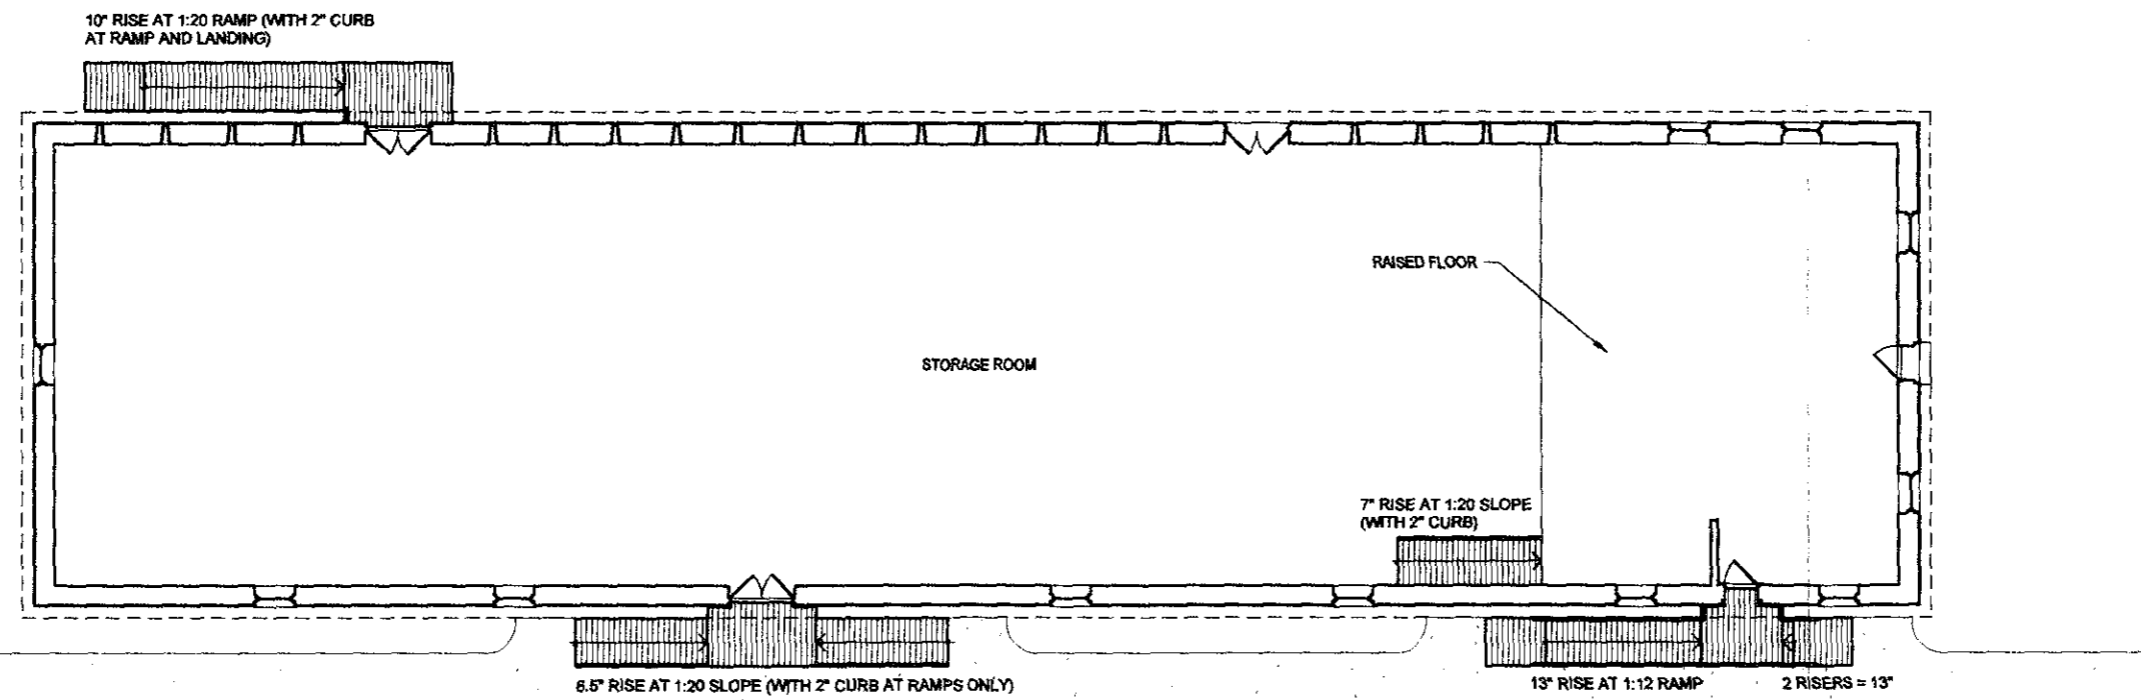 10" RISE AT 1:20 RAMP (WITH 2" CURB
AT RAMP AND LANDING)
RAISED FLOOR
STORAGE ROOM
7" RISE AT 1:20 SLOPE
(WITH 2" CURB)
6.5" RISE AT 1:20 SLOPE (WITH 2" CURB AT RAMPS ONLY)
13" RISE AT 1:12 RAMP
2 RISERS = 13"